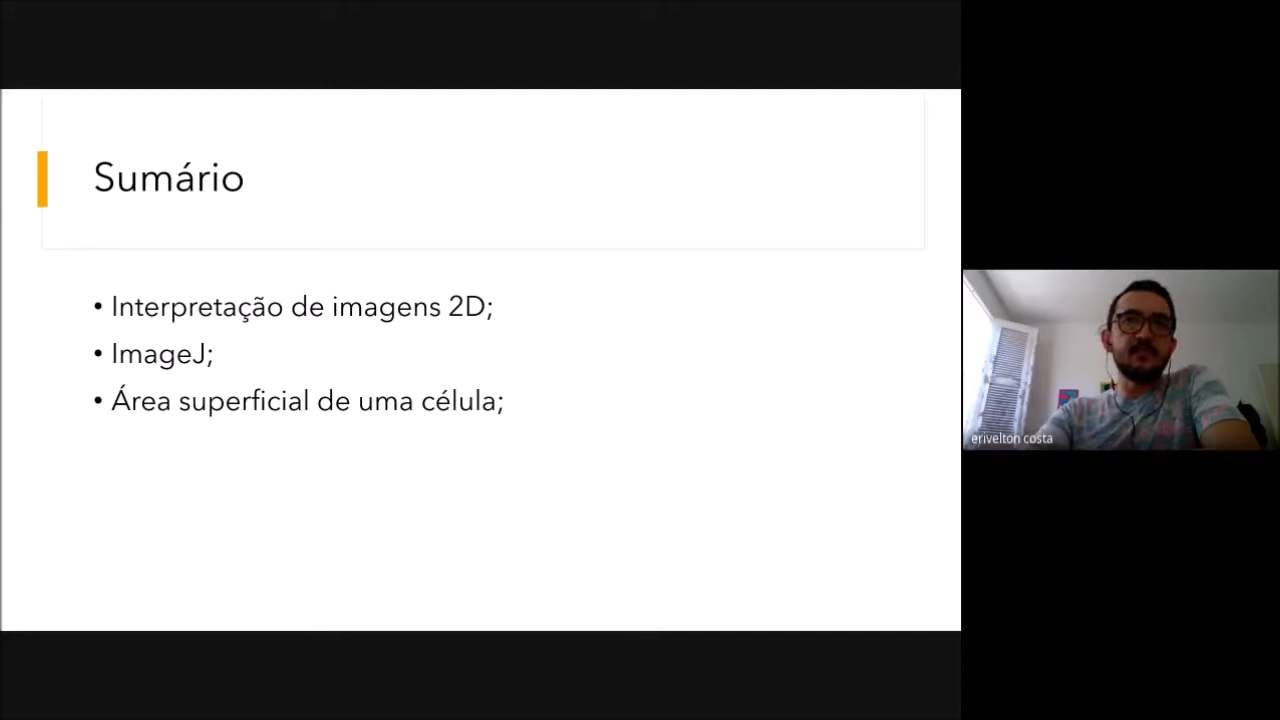 Sumário
• Interpretação de imagens 2D;
• ImageJ;
• Área superficial de uma célula;
erivelton costa